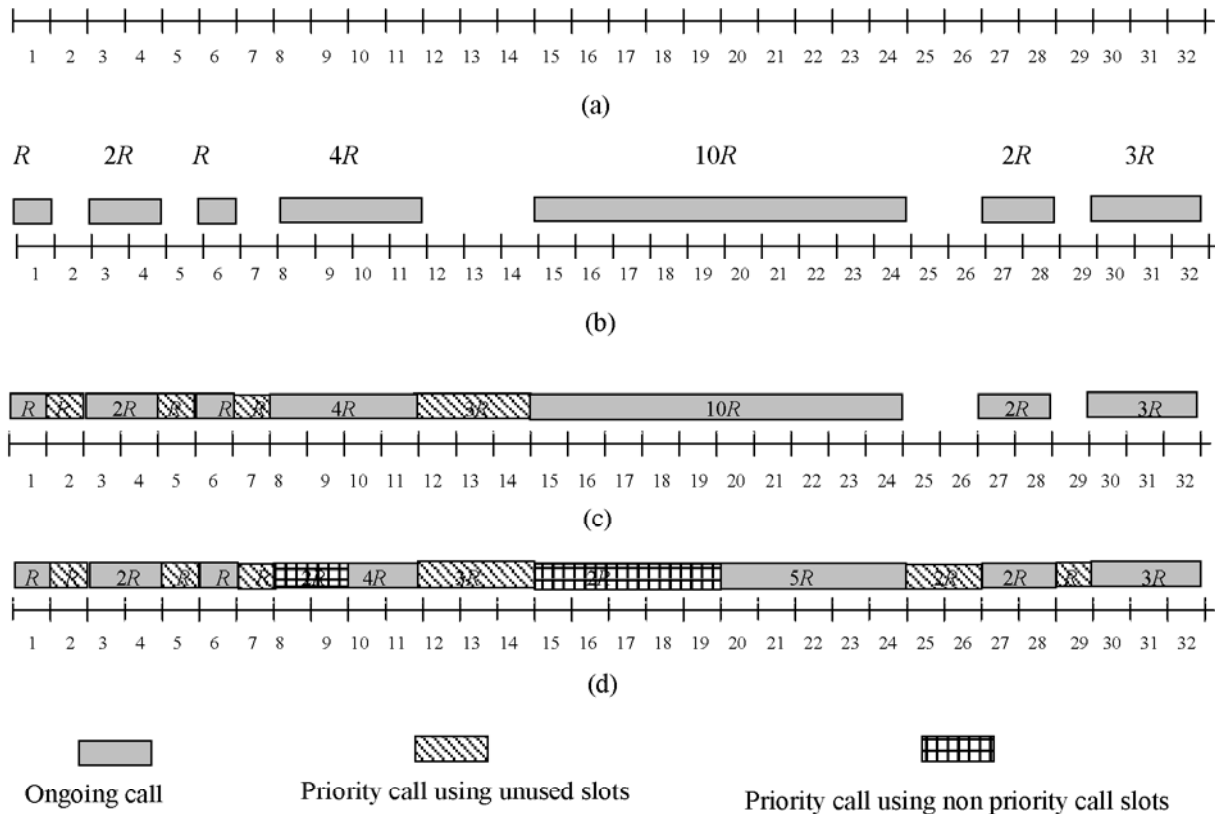 1 2 3 4 5 6 7 8 9 10 11 12 13 14 15 16 17 18 19 20 21 22 23 24 25 26 27 28 29 30 31 32
(a)
R 2R R 4R 10R 2R 3R
1 2 3 4 5 6 7 8 9 10 11 12 13 14 15 16 17 18 19 20 21 22 23 24 25 26 27 28 29 30 31 32
(b)
R R 2R R R R 4R 3R 10R 2R 3R
1 2 3 4 5 6 7 8 9 10 11 12 13 14 15 16 17 18 19 20 21 22 23 24 25 26 27 28 29 30 31 32
(c)
R R 2R R R R 2R 4R 3R 2R 5R 2R 2R R 3R
1 2 3 4 5 6 7 8 9 10 11 12 13 14 15 16 17 18 19 20 21 22 23 24 25 26 27 28 29 30 31 32
(d)
Ongoing call
Priority call using unused slots
Priority call using non priority call slots